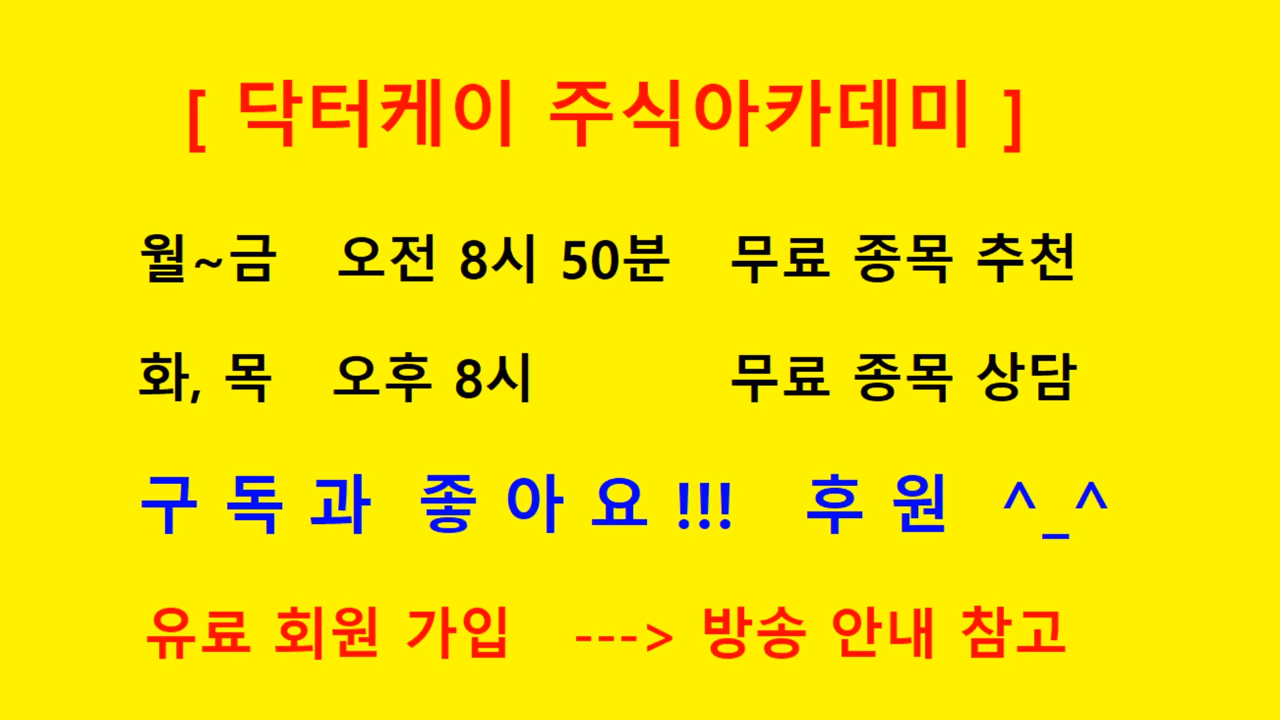 [ 닥터케이 주식아카데미 ]
월~금 오전 8시 50분 무료 종목 추천
화, 목 오후 8시 무료 종목 상담
구 독 과 좋 아 요 !!! 후 원 ^_^
유료 회원 가입 ---> 방송 안내 참고